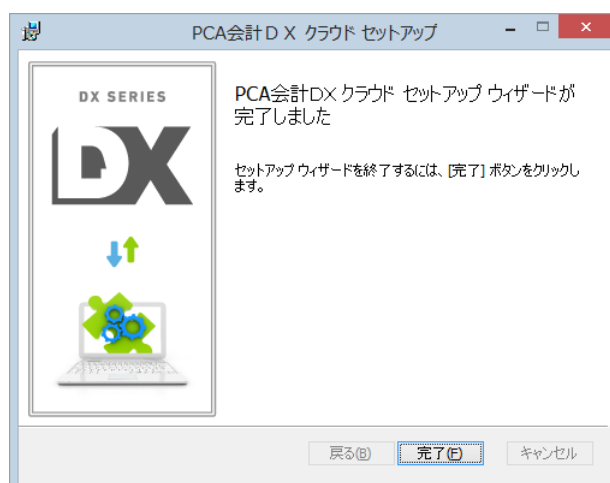 PCA会計ＤＸ クラウド セットアップ
DX SERIES
DX
PCA会計DX クラウド セットアップ ウィザードが
完了しました
セットアップ ウィザードを終了するには、[完了] ボタンをクリックし
ます。
戻る(B) 完了(F) キャンセル